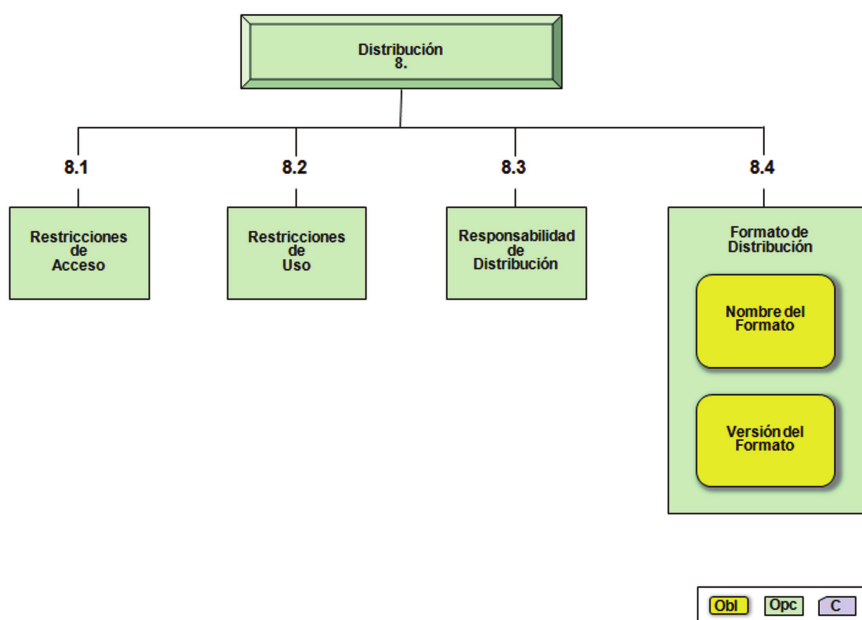 Distribución
8.
8.1
8.2
8.3
8.4
Restricciones
de
Acceso
Restricciones
de
Uso
Responsabilidad
de
Distribución
Formato de
Distribución
Nombre del
Formato
Versión del
Formato
Obl
Opc
C